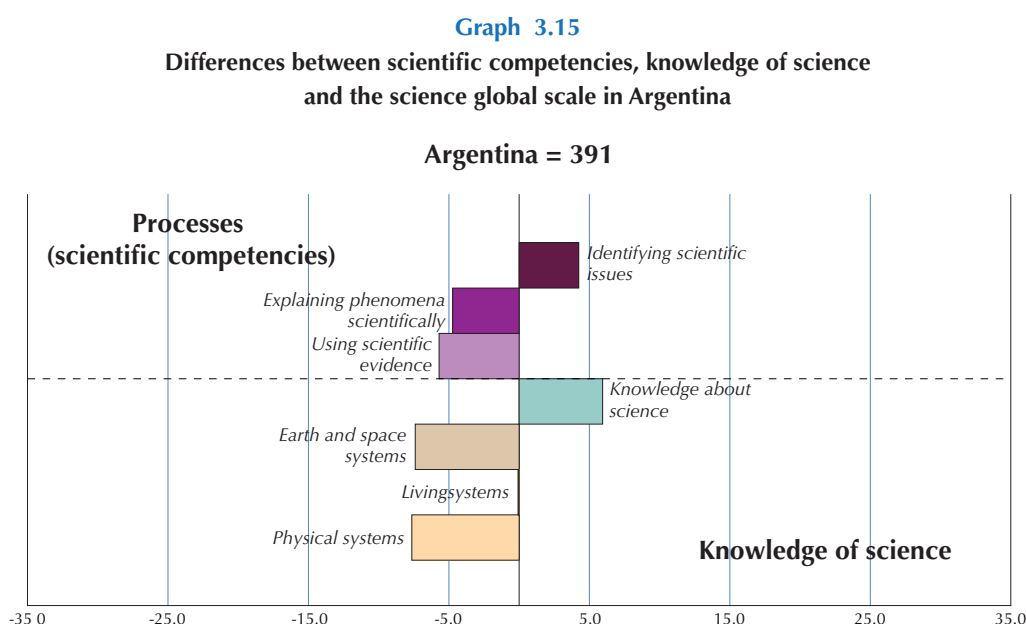 Graph 3.15
Differences between scientific competencies, knowledge of science
and the science global scale in Argentina
Argentina = 391
Processes
(scientific competencies)
Identifying scientific
issues
Explaining phenomena
scientifically
Using scientific
evidence
Knowledge about
science
Earth and space
systems
Livingsystems
Physical systems
Knowledge of science
-35.0 -25.0 -15.0 -5.0 5.0 15.0 25.0 35.0